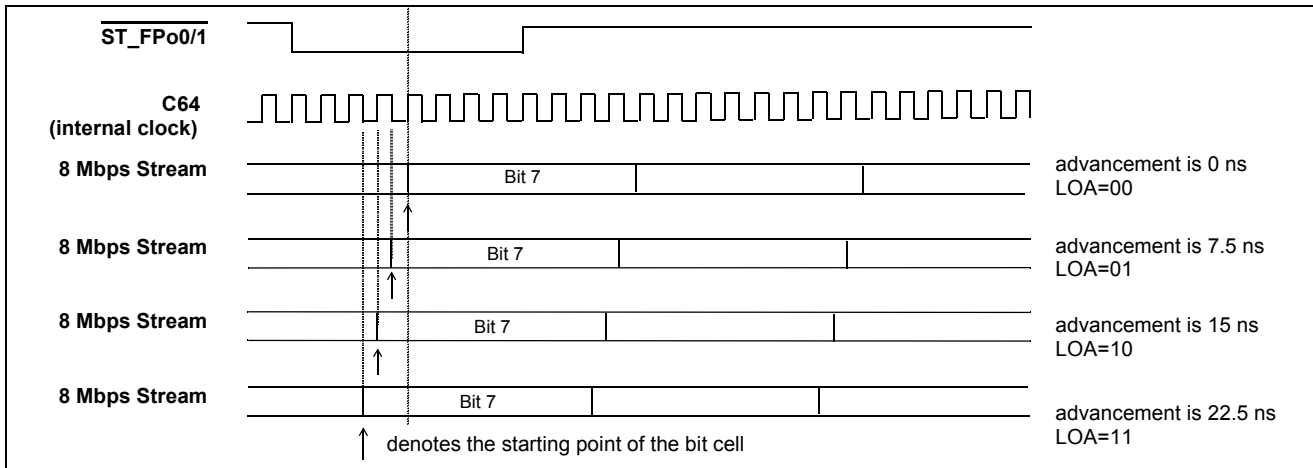 ST_FPo0/1
C64
(internal clock)
8 Mbps Stream
Bit 7
advancement is 0 ns
LOA=00
8 Mbps Stream
Bit 7
advancement is 7.5 ns
LOA=01
8 Mbps Stream
Bit 7
advancement is 15 ns
LOA=10
8 Mbps Stream
Bit 7
advancement is 22.5 ns
LOA=11
denotes the starting point of the bit cell